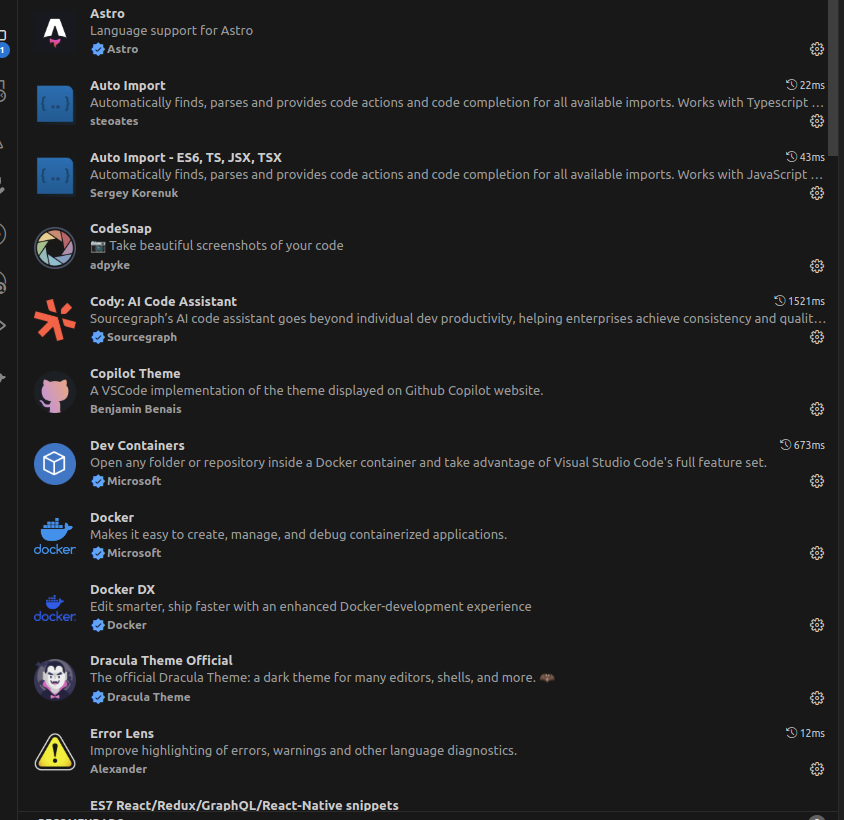 Astro
Language support for Astro
Astro
Auto Import
22ms
Automatically finds, parses and provides code actions and code completion for all available imports. Works with Typescript ...
steoates
Auto Import - ES6, TS, JSX, TSX
43ms
Automatically finds, parses and provides code actions and code completion for all available imports. Works with JavaScript ...
Sergey Korenuk
CodeSnap
📷 Take beautiful screenshots of your code
adpyke
Cody: AI Code Assistant
1521ms
Sourcegraph’s AI code assistant goes beyond individual dev productivity, helping enterprises achieve consistency and qualit...
Sourcegraph
Copilot Theme
A VSCode implementation of the theme displayed on Github Copilot website.
Benjamin Benais
Dev Containers
673ms
Open any folder or repository inside a Docker container and take advantage of Visual Studio Code's full feature set.
Microsoft
Docker
Makes it easy to create, manage, and debug containerized applications.
docker
Microsoft
Docker DX
Edit smarter, ship faster with an enhanced Docker-development experience
docker
Docker
Dracula Theme Official
The official Dracula Theme: a dark theme for many editors, shells, and more. 🦇
Dracula Theme
Error Lens
12ms
Improve highlighting of errors, warnings and other language diagnostics.
Alexander
ES7 React/Redux/GraphQL/React-Native snippets